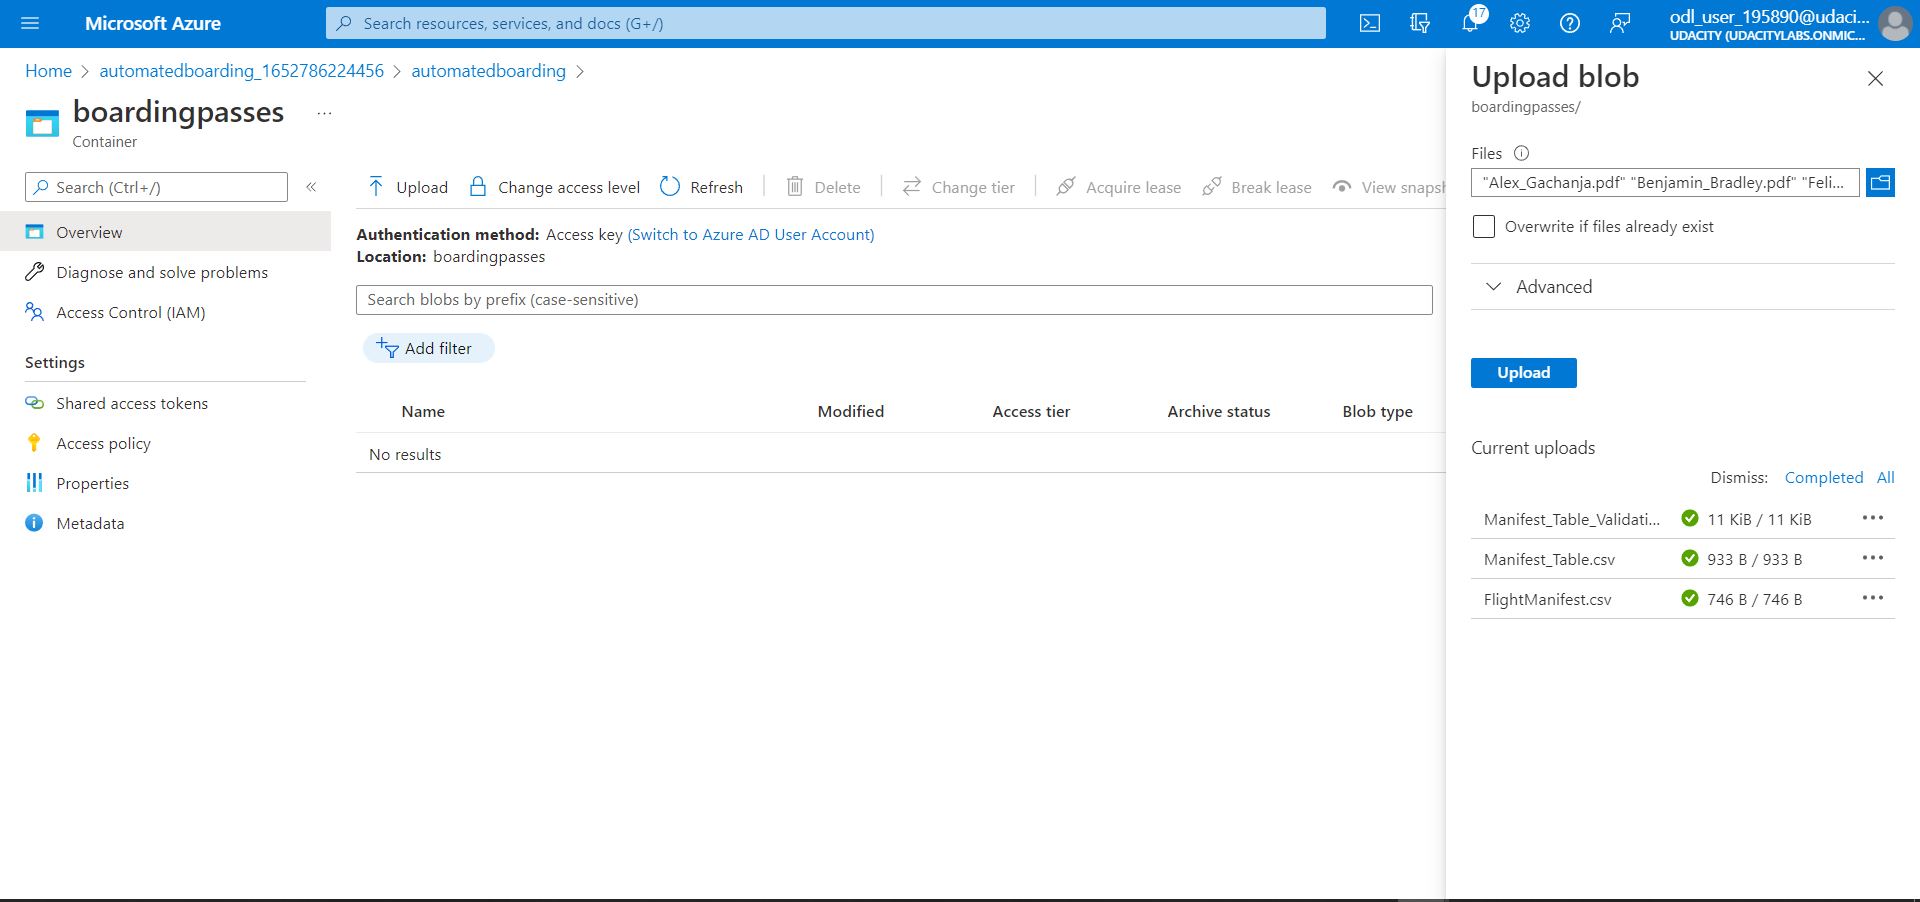 Microsoft Azure
Search resources, services, and docs (G+/)
17
odl_user_195890@udaci...
UDACITY (UDACITYLABS.ONMIC...
Home > automatedboarding_1652786224456 > automatedboarding >
boardingpasses ...
Container
Search (Ctrl+/) «
Overview
Diagnose and solve problems
Access Control (IAM)
Settings
Shared access tokens
Access policy
Properties
Metadata
Upload Change access level Refresh Delete Change tier Acquire lease Break lease View snapsh
Authentication method: Access key (Switch to Azure AD User Account)
Location: boardingpasses
Search blobs by prefix (case-sensitive)
Add filter
Name Modified Access tier Archive status Blob type
No results
Upload blob
boardingpasses/
Files
"Alex_Gachanja.pdf" "Benjamin_Bradley.pdf" "Feli...
Overwrite if files already exist
Advanced
Upload
Current uploads
Dismiss: Completed All
Manifest_Table_Validati... 11 KiB / 11 KiB ...
Manifest_Table.csv 933 B / 933 B ...
FlightManifest.csv 746 B / 746 B ...